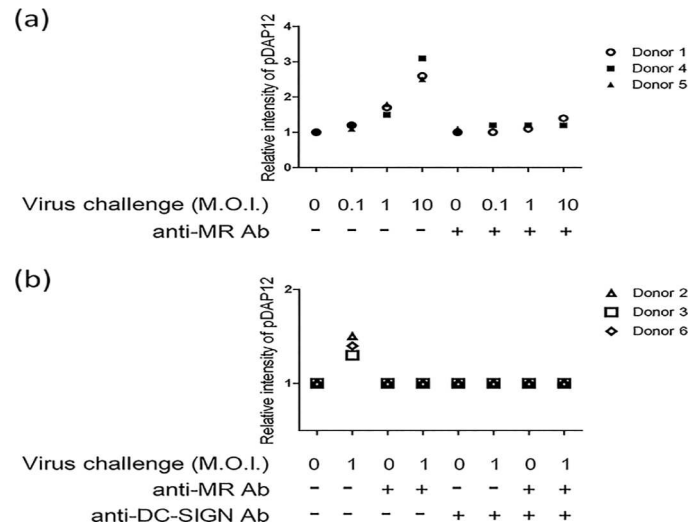 (a)
Relative intensity of pDAP12
4
3
2
1
0
Donor 1
Donor 4
Donor 5
Virus challenge (M.O.I.) 0 0.1 1 10 0 0.1 1 10
anti-MR Ab - - - - + + + +
(b)
Relative intensity of pDAP12
2
1
Donor 2
Donor 3
Donor 6
Virus challenge (M.O.I.) 0 1 0 1 0 1 0 1
anti-MR Ab - - + + - - + +
anti-DC-SIGN Ab - - - - + + + +